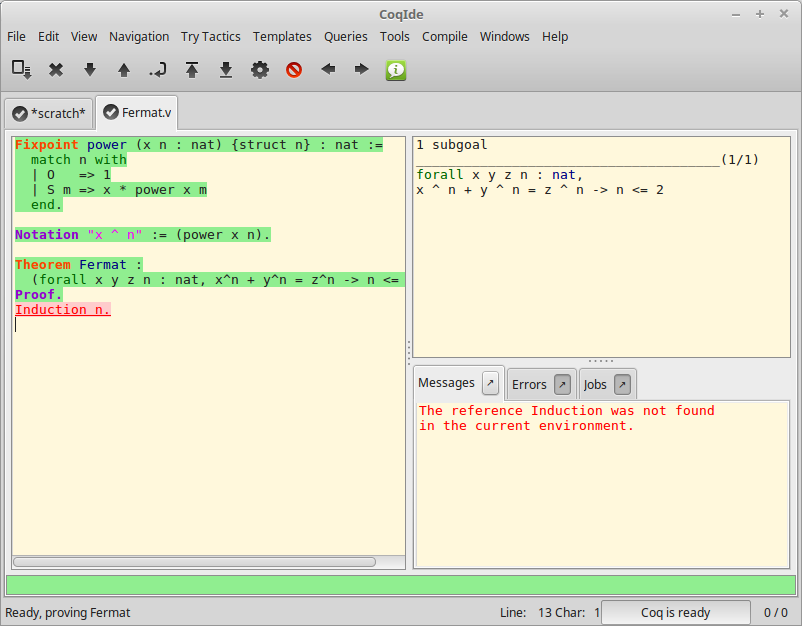 CoqIde
File Edit View Navigation Try Tactics Templates Queries Tools Compile Windows Help
*scratch* Fermat.v
Fixpoint power (x n : nat) {struct n} : nat :=
  match n with
  | O   => 1
  | S m => x * power x m
  end.
Notation "x ^ n" := (power x n).
Theorem Fermat :
  (forall x y z n : nat, x^n + y^n = z^n -> n <=
Proof.
Induction n.
1 subgoal
______________________________________(1/1)
forall x y z n : nat,
x ^ n + y ^ n = z ^ n -> n <= 2
Messages Errors Jobs
The reference Induction was not found
in the current environment.
Ready, proving Fermat Line: 13 Char: 1 Coq is ready 0 / 0